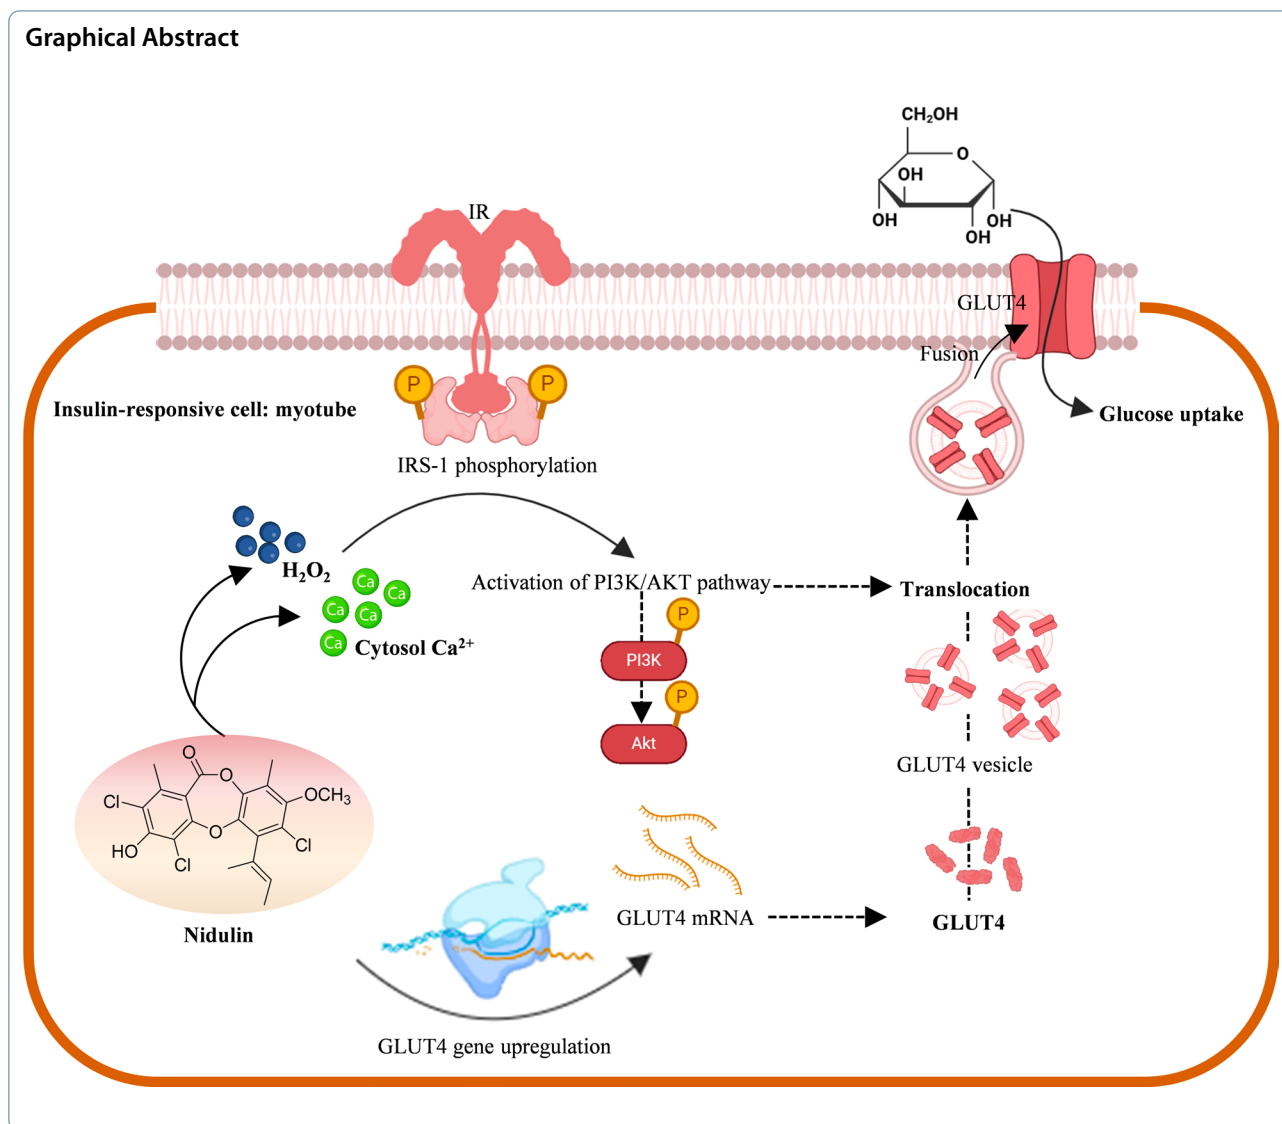 Graphical Abstract
CH₂OH
O
OH
OH
OH
OH
IR
GLUT4
Fusion
P
P
Insulin-responsive cell: myotube
Glucose uptake
IRS-1 phosphorylation
H₂O₂
Ca
Ca
Ca
Ca
Ca
Cytosol Ca²⁺
Activation of PI3K/AKT pathway
Translocation
P
PI3K
P
Akt
GLUT4 vesicle
O
O
Cl
OCH₃
O
HO
Cl
Cl
Nidulin
GLUT4 mRNA
GLUT4
GLUT4 gene upregulation